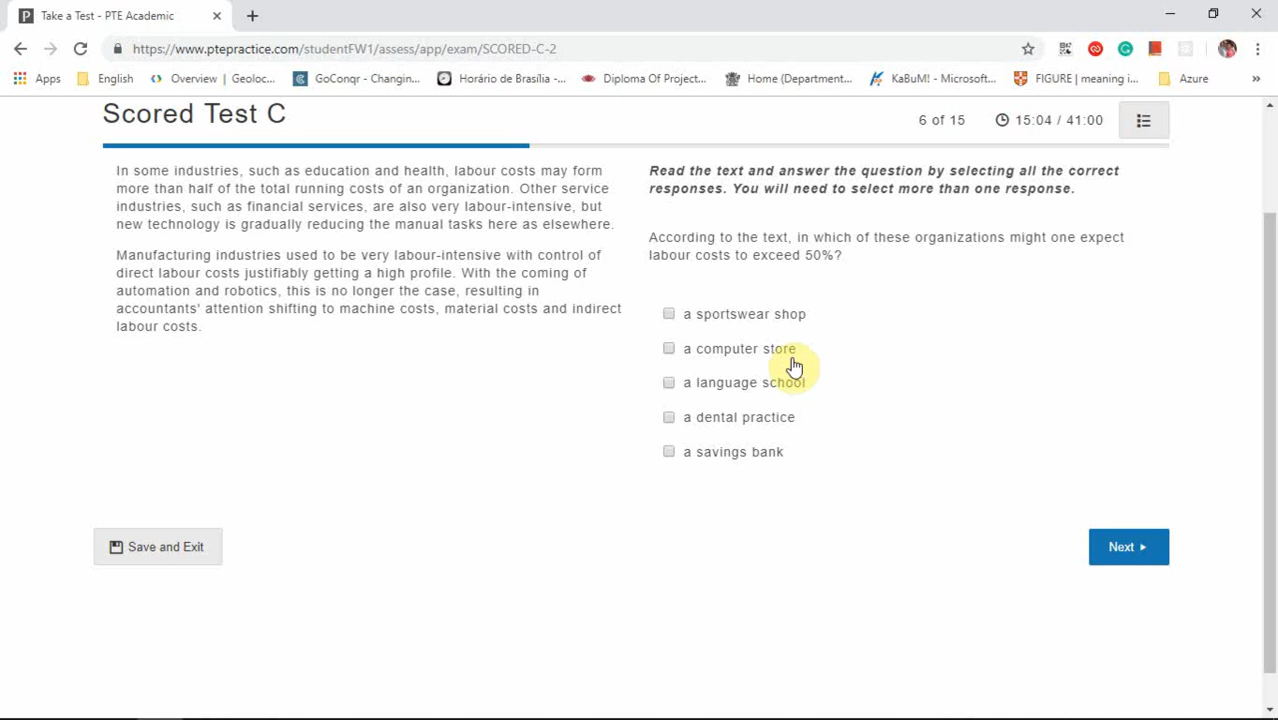 Take a Test - PTE Academic
https://www.ptepractice.com/studentFW1/assess/app/exam/SCORED-C-2
Apps English Overview | Geoloc... GoConqr - Changin... Horário de Brasília -... Diploma Of Project... Home (Department... KaBuM! - Microsoft... FIGURE | meaning i... Azure »
Scored Test C
6 of 15 15:04 / 41:00
In some industries, such as education and health, labour costs may form
more than half of the total running costs of an organization. Other service
industries, such as financial services, are also very labour-intensive, but
new technology is gradually reducing the manual tasks here as elsewhere.
Manufacturing industries used to be very labour-intensive with control of
direct labour costs justifiably getting a high profile. With the coming of
automation and robotics, this is no longer the case, resulting in
accountants' attention shifting to machine costs, material costs and indirect
labour costs.
Read the text and answer the question by selecting all the correct
responses. You will need to select more than one response.
According to the text, in which of these organizations might one expect
labour costs to exceed 50%?
a sportswear shop
a computer store
a language school
a dental practice
a savings bank
Save and Exit
Next